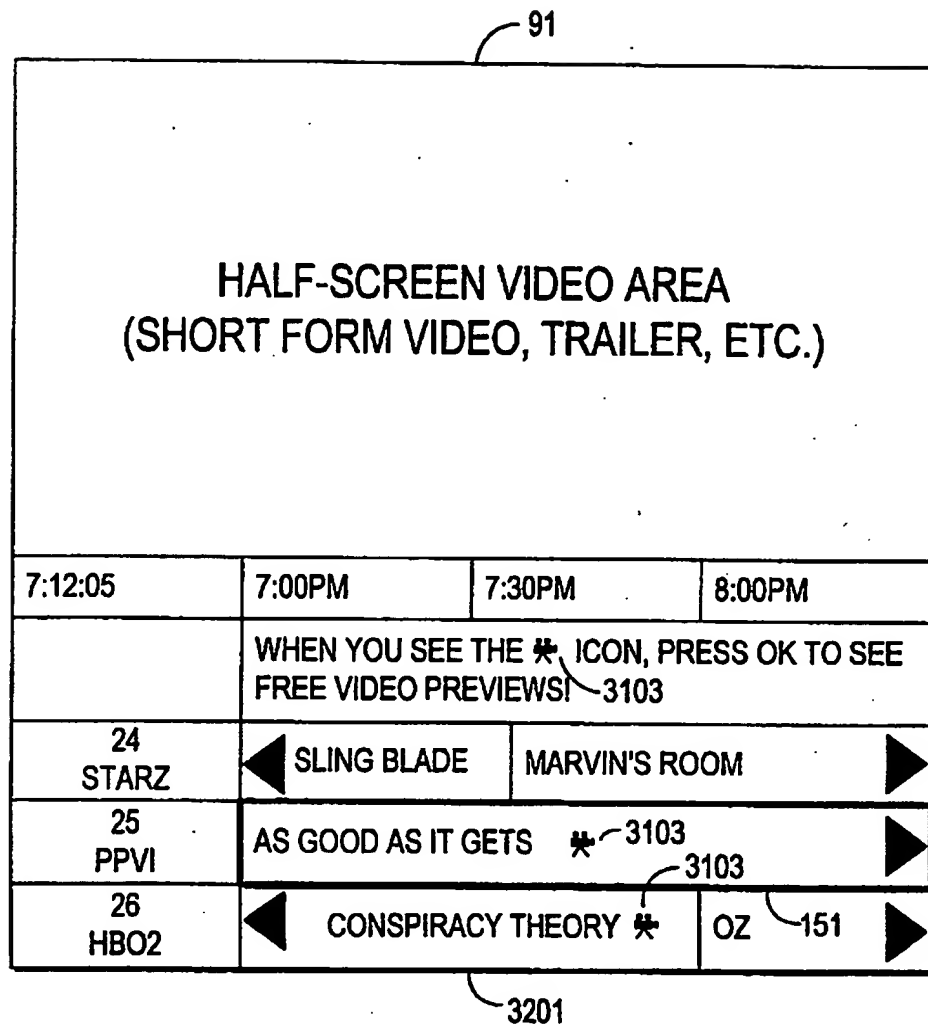 91
HALF-SCREEN VIDEO AREA
(SHORT FORM VIDEO, TRAILER, ETC.)
7:12:05 7:00PM 7:30PM 8:00PM
WHEN YOU SEE THE ICON, PRESS OK TO SEE
FREE VIDEO PREVIEWS! 3103
24
STARZ
SLING BLADE MARVIN'S ROOM
25
PPVI
AS GOOD AS IT GETS 3103
3103
26
HBO2
CONSPIRACY THEORY OZ 151
3201